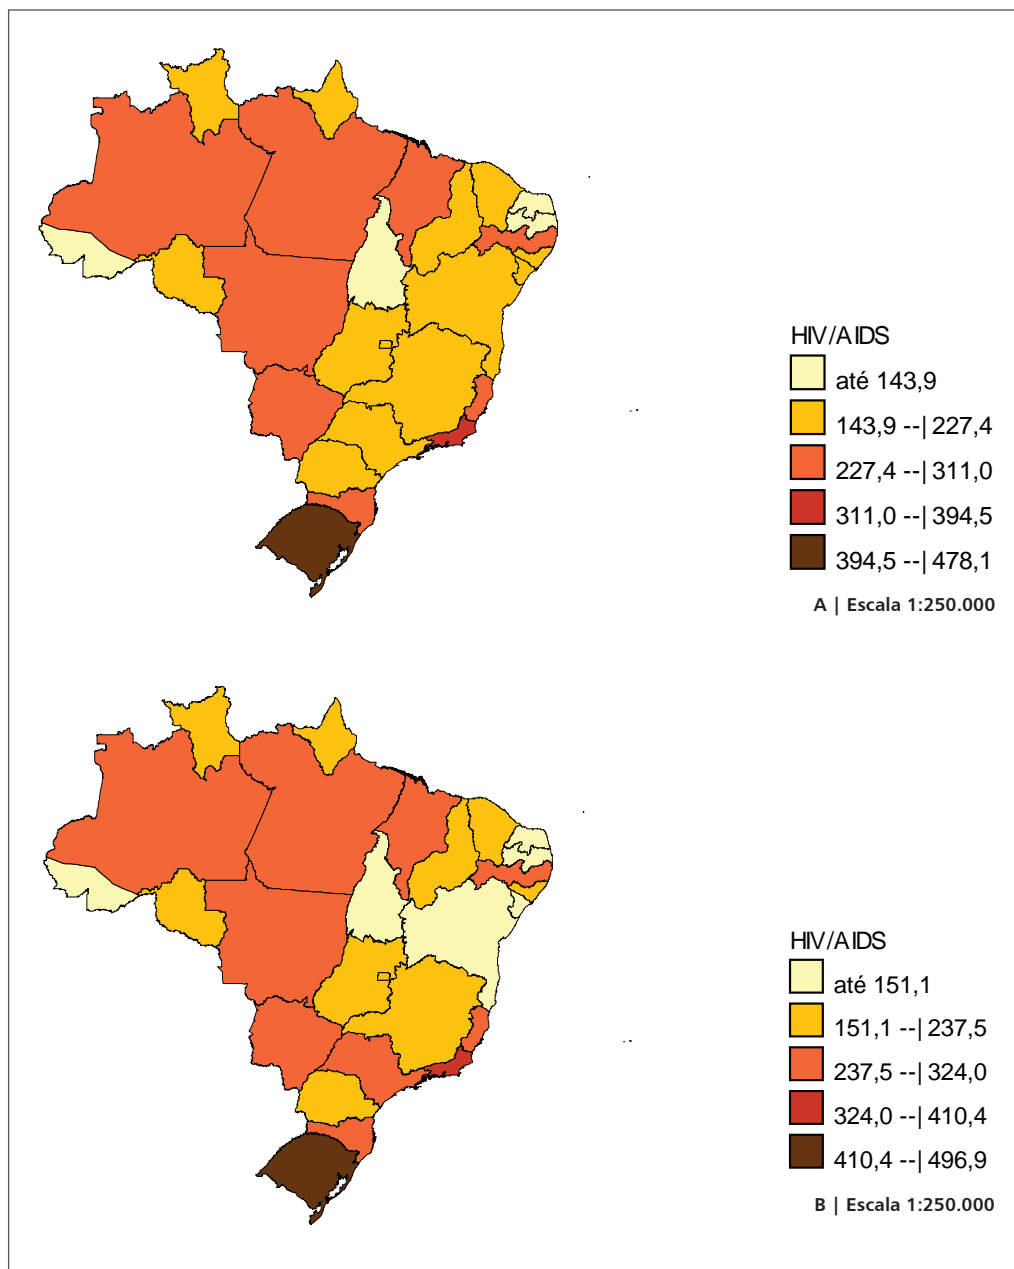 HIV/AIDS
até 143,9
143,9 --| 227,4
227,4 --| 311,0
311,0 --| 394,5
394,5 --| 478,1
A | Escala 1:250.000
HIV/AIDS
até 151,1
151,1 --| 237,5
237,5 --| 324,0
324,0 --| 410,4
410,4 --| 496,9
B | Escala 1:250.000